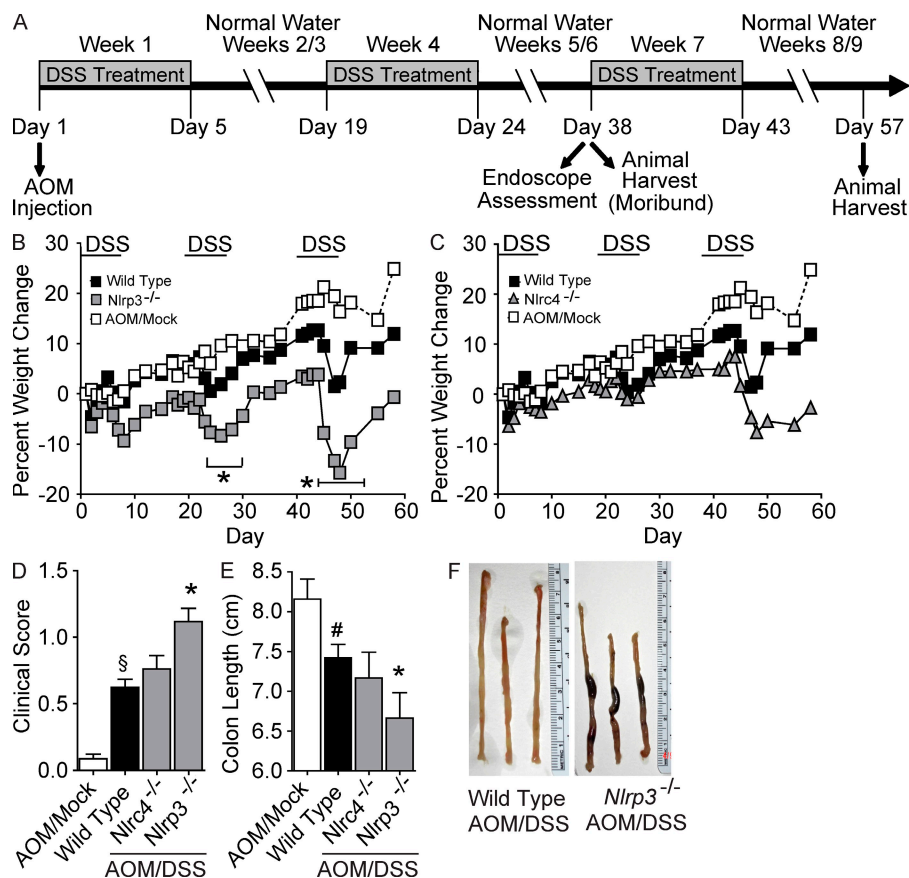 A
Normal Water
Normal Water
Normal Water
Week 1
Weeks 2/3
Week 4
Weeks 5/6
Week 7
Weeks 8/9
DSS Treatment
DSS Treatment
DSS Treatment
Day 1
Day 5
Day 19
Day 24
Day 38
Day 43
Day 57
AOM
Injection
Endoscope
Assessment
Animal
Harvest
(Moribund)
Animal
Harvest
B
Percent Weight Change
30
20
10
0
-10
-20
DSS
DSS
DSS
Wild Type
Nlrp3-/-
AOM/Mock
*
*
0 10 20 30 40 50 60
Day
C
Percent Weight Change
30
20
10
0
-10
-20
DSS
DSS
DSS
Wild Type
Nlrc4-/-
AOM/Mock
0 10 20 30 40 50 60
Day
D
Clinical Score
1.5
1.0
0.5
0.0
§
*
AOM/Mock
Wild Type
Nlrc4-/-
Nlrp3-/-
AOM/DSS
E
Colon Length (cm)
8.5
8.0
7.5
7.0
6.5
6.0
#
*
AOM/Mock
Wild Type
Nlrc4-/-
Nlrp3-/-
AOM/DSS
F
Wild Type
AOM/DSS
Nlrp3-/-
AOM/DSS